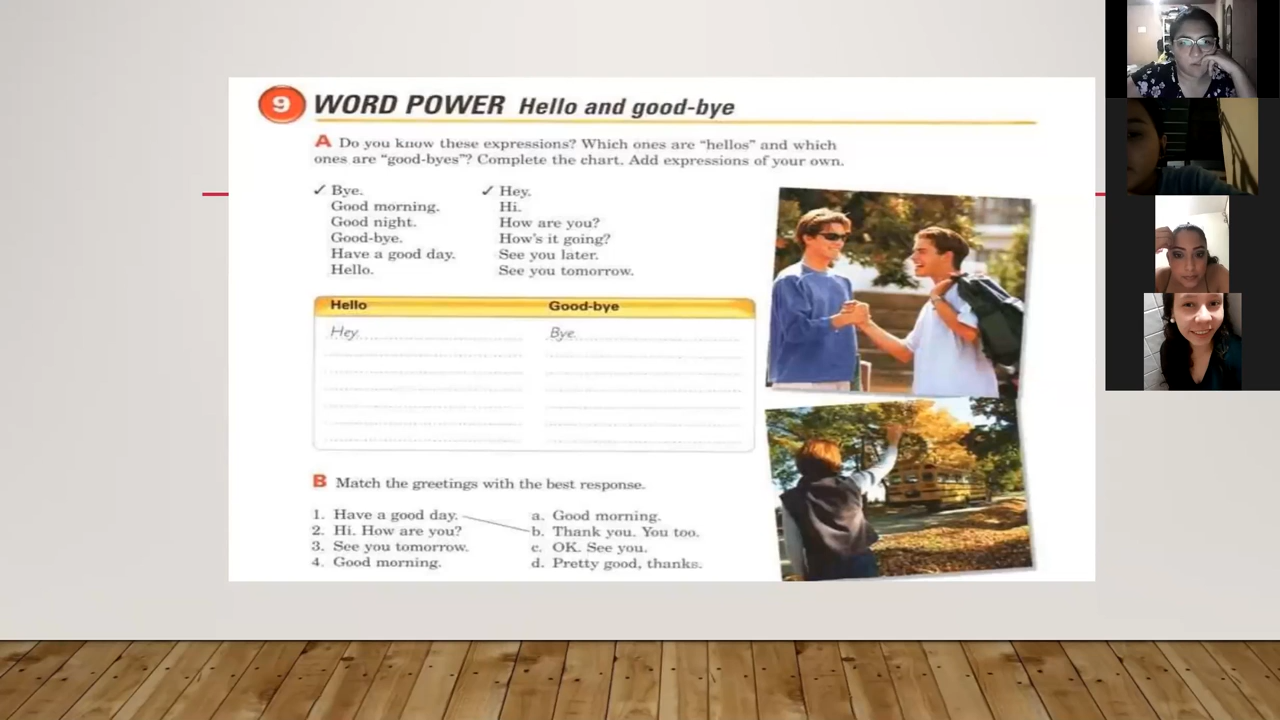 9 WORD POWER Hello and good-bye
A Do you know these expressions? Which ones are “hellos” and which
ones are “good-byes”? Complete the chart. Add expressions of your own.
✓ Bye.
Good morning.
Good night.
Good-bye.
Have a good day.
Hello.
✓ Hey.
Hi.
How are you?
How's it going?
See you later.
See you tomorrow.
Hello Good-bye
Hey. Bye.
B Match the greetings with the best response.
1. Have a good day.
2. Hi. How are you?
3. See you tomorrow.
4. Good morning.
a. Good morning.
b. Thank you. You too.
c. OK. See you.
d. Pretty good, thanks.